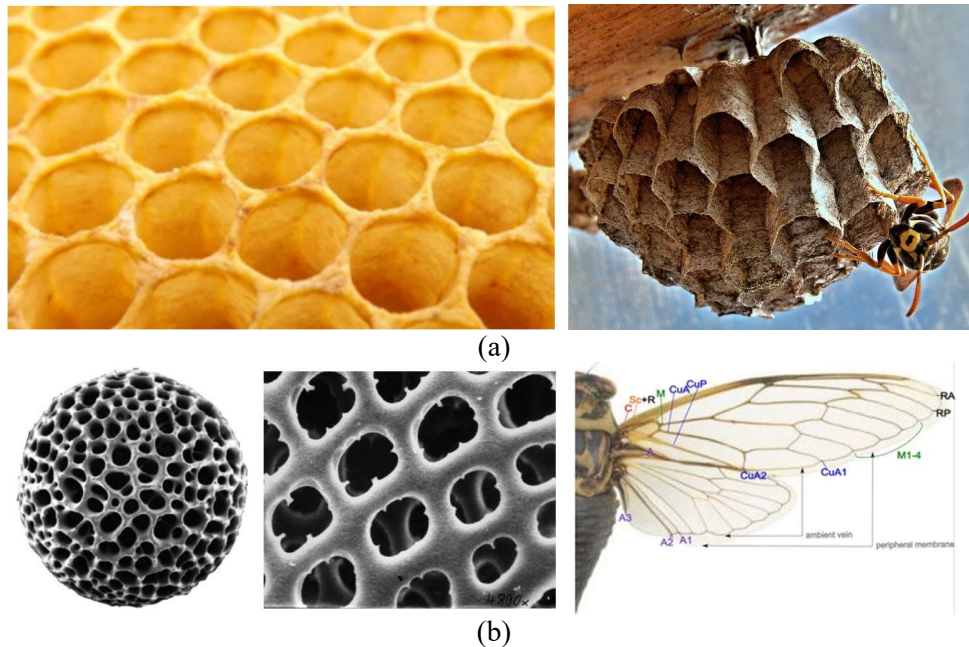 (a)
CuP
CuA
M
Sc+R
C
RA
RP
A
M1-4
CuA2
CuA1
A3
A2 A1
ambient vein
peripheral membrane
4800x
(b)